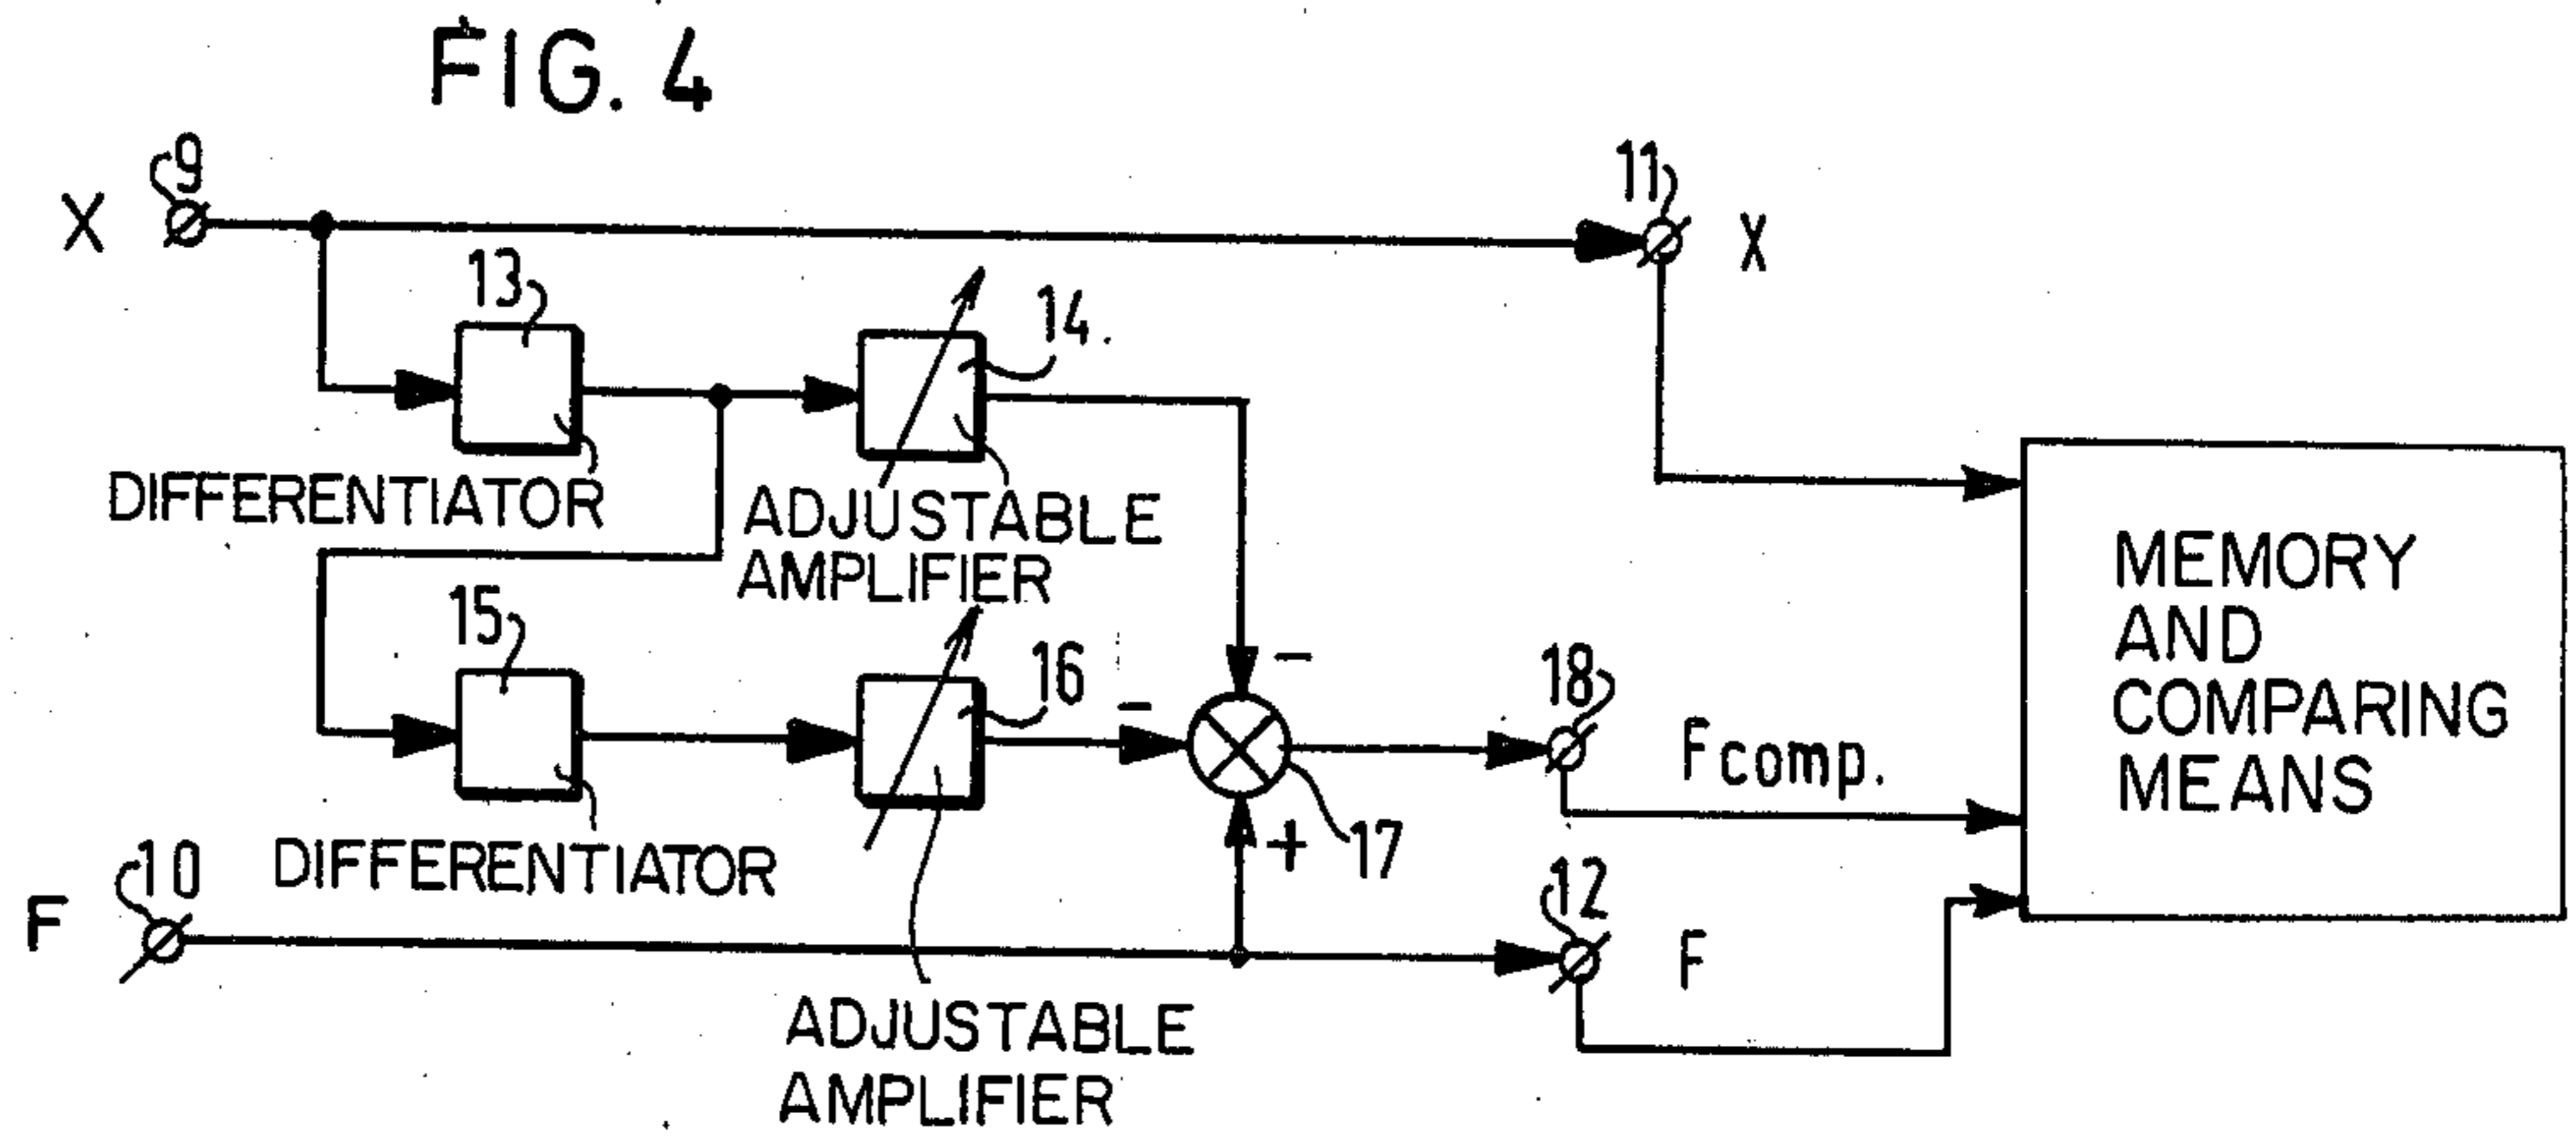 FIG. 4
9
X
11
X
13
14.
DIFFERENTIATOR
ADJUSTABLE
AMPLIFIER
MEMORY
AND
COMPARING
MEANS
15
16
-
-
18
Fcomp.
+
17
10
DIFFERENTIATOR
F
12
F
ADJUSTABLE
AMPLIFIER